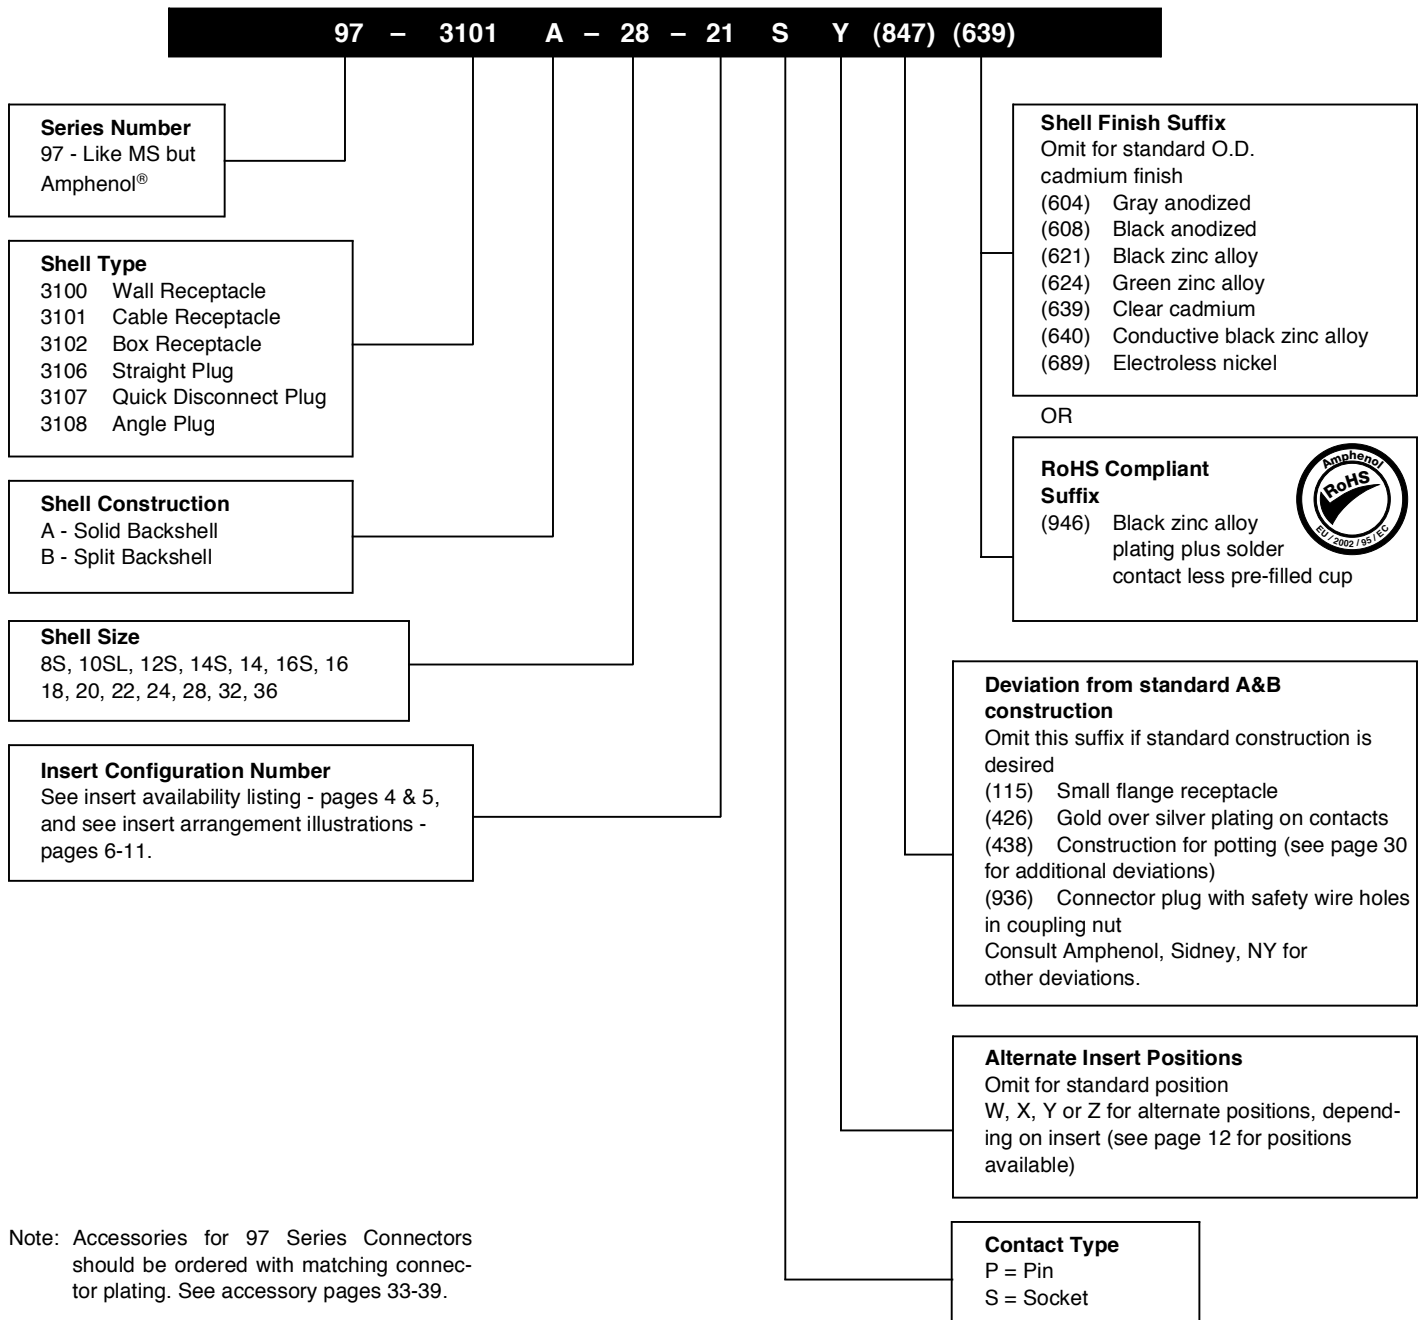 97 – 3101 A – 28 – 21 S Y (847) (639)
Series Number
97 - Like MS but
Amphenol®
Shell Type
3100 Wall Receptacle
3101 Cable Receptacle
3102 Box Receptacle
3106 Straight Plug
3107 Quick Disconnect Plug
3108 Angle Plug
Shell Construction
A - Solid Backshell
B - Split Backshell
Shell Size
8S, 10SL, 12S, 14S, 14, 16S, 16
18, 20, 22, 24, 28, 32, 36
Insert Configuration Number
See insert availability listing - pages 4 & 5,
and see insert arrangement illustrations -
pages 6-11.
Note: Accessories for 97 Series Connectors
should be ordered with matching connec-
tor plating. See accessory pages 33-39.
Shell Finish Suffix
Omit for standard O.D.
cadmium finish
(604) Gray anodized
(608) Black anodized
(621) Black zinc alloy
(624) Green zinc alloy
(639) Clear cadmium
(640) Conductive black zinc alloy
(689) Electroless nickel
OR
RoHS Compliant
Suffix
(946) Black zinc alloy
plating plus solder
contact less pre-filled cup
Amphenol
RoHS
EU / 2002 / 95 / EC
Deviation from standard A&B
construction
Omit this suffix if standard construction is
desired
(115) Small flange receptacle
(426) Gold over silver plating on contacts
(438) Construction for potting (see page 30
for additional deviations)
(936) Connector plug with safety wire holes
in coupling nut
Consult Amphenol, Sidney, NY for
other deviations.
Alternate Insert Positions
Omit for standard position
W, X, Y or Z for alternate positions, depend-
ing on insert (see page 12 for positions
available)
Contact Type
P = Pin
S = Socket